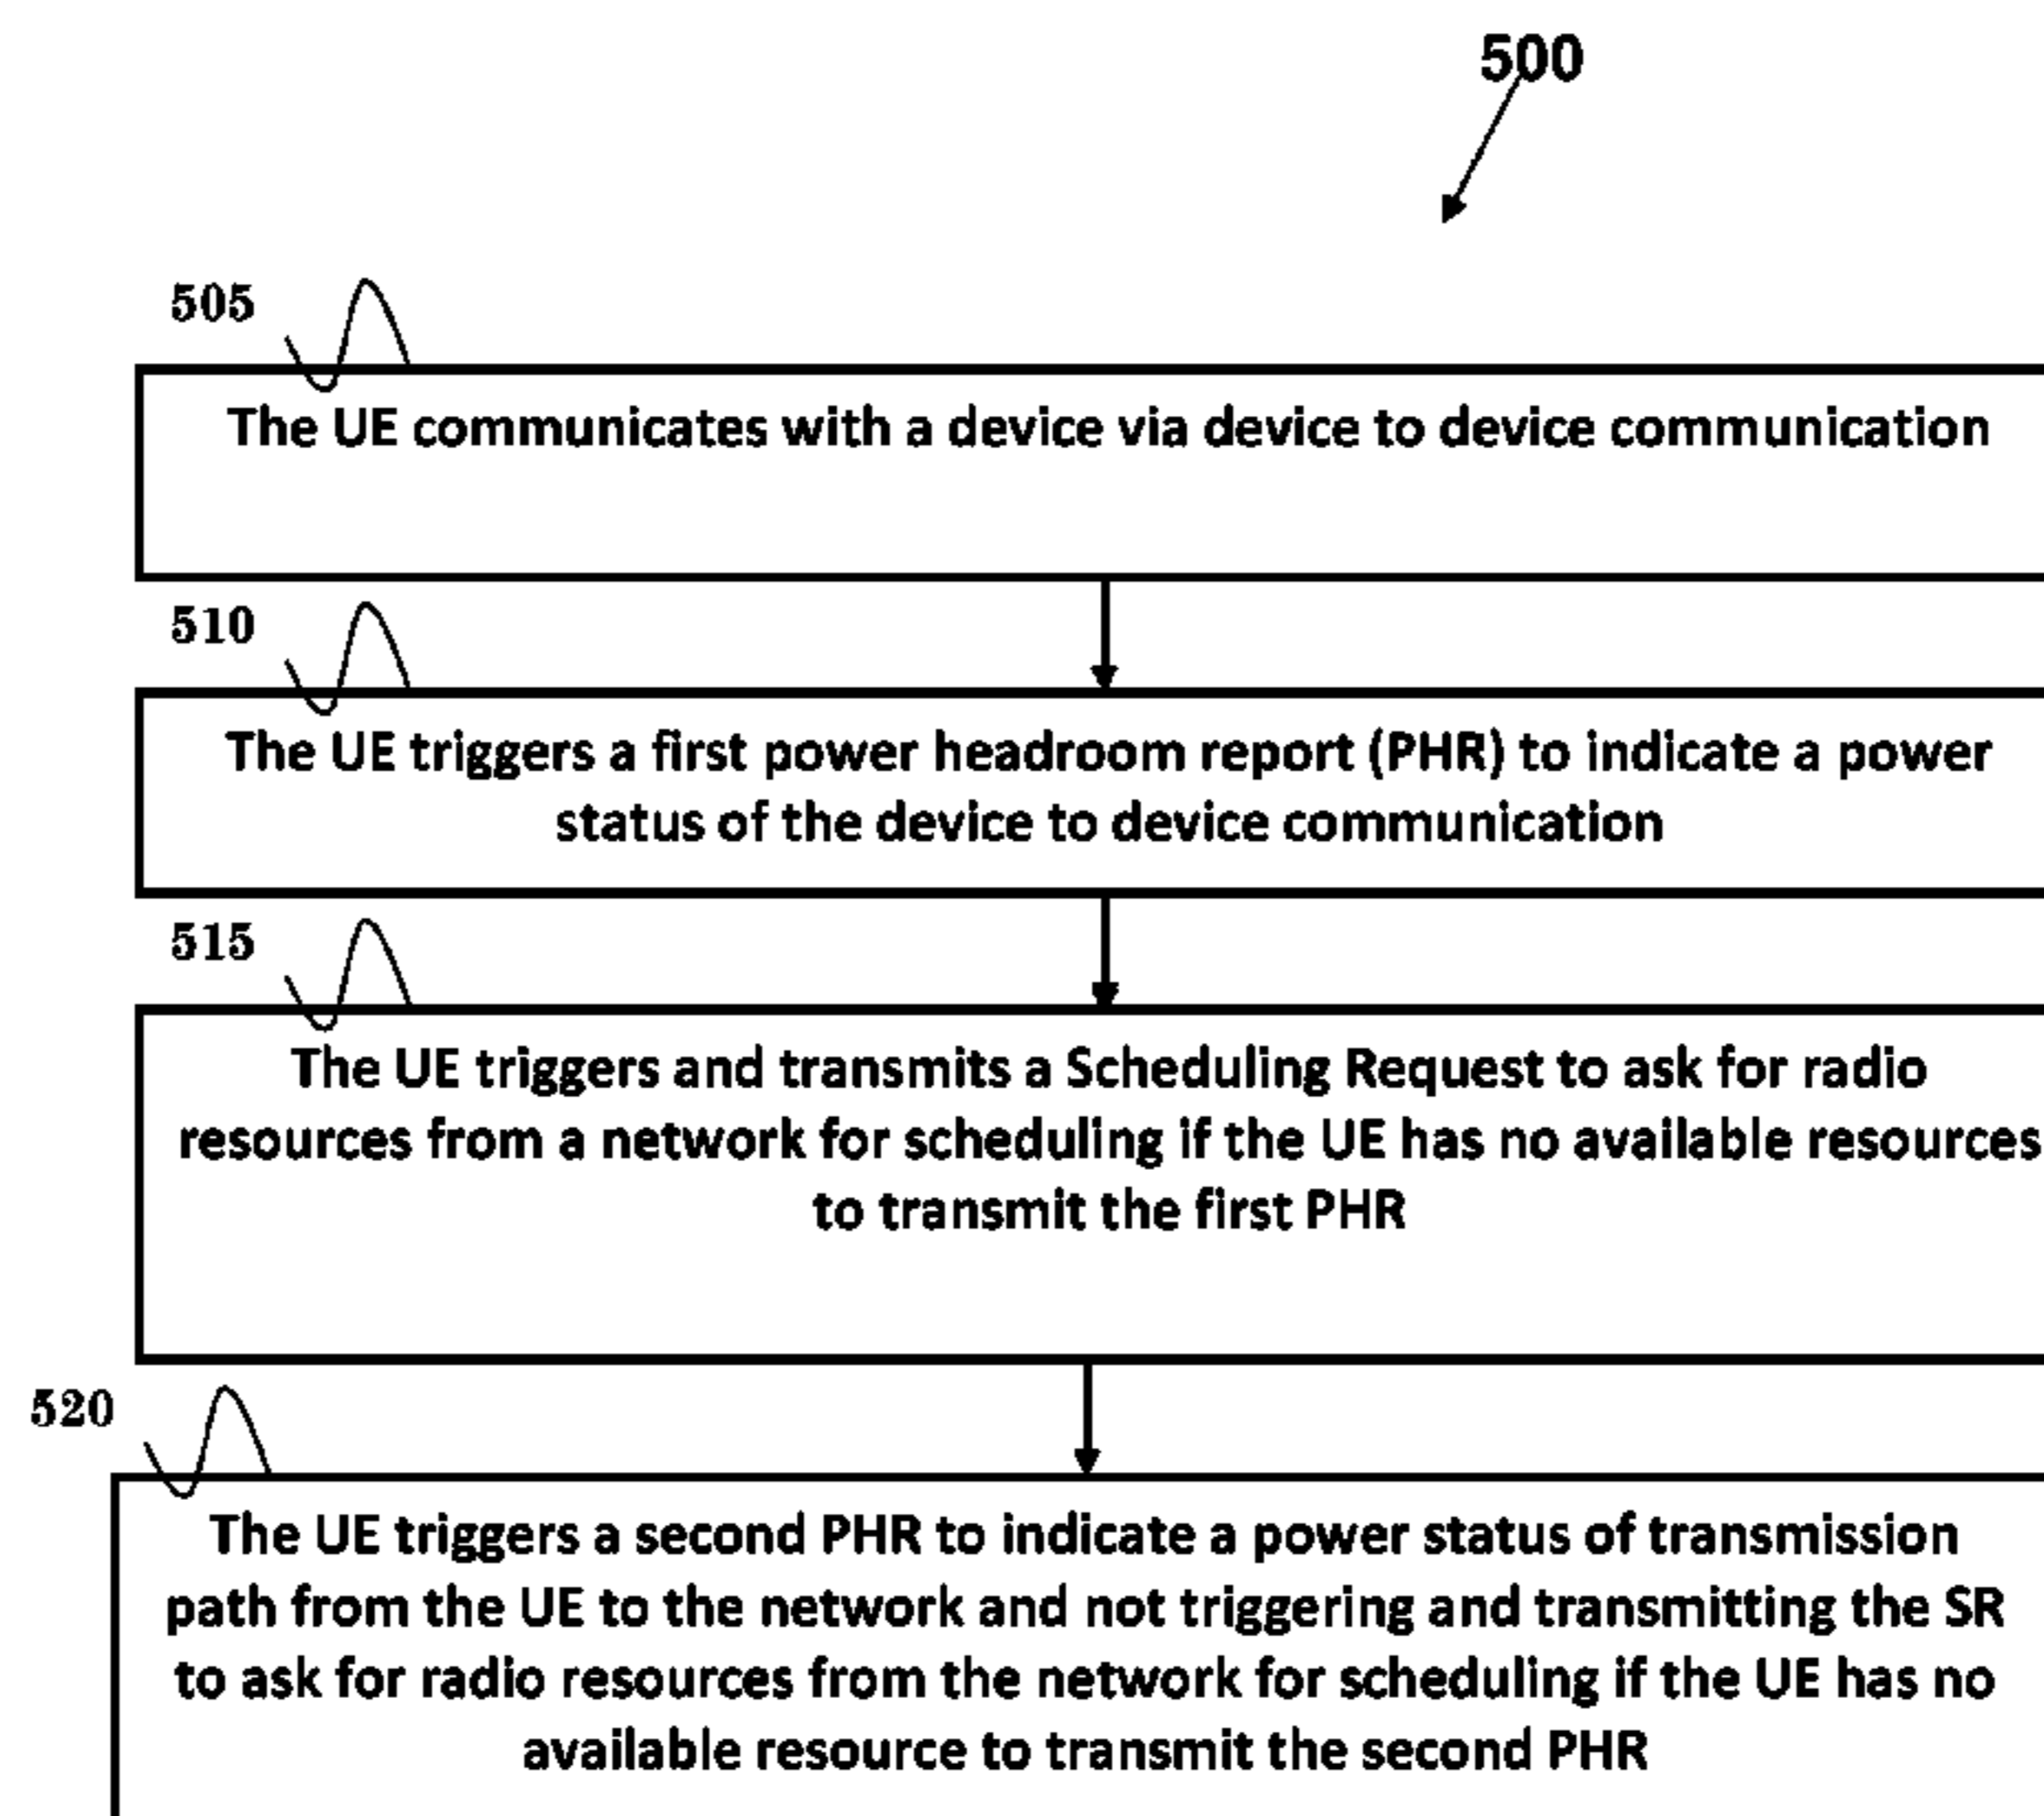 500
505
The UE communicates with a device via device to device communication
510
The UE triggers a first power headroom report (PHR) to indicate a power
status of the device to device communication
515
The UE triggers and transmits a Scheduling Request to ask for radio
resources from a network for scheduling if the UE has no available resources
to transmit the first PHR
520
The UE triggers a second PHR to indicate a power status of transmission
path from the UE to the network and not triggering and transmitting the SR
to ask for radio resources from the network for scheduling if the UE has no
available resource to transmit the second PHR